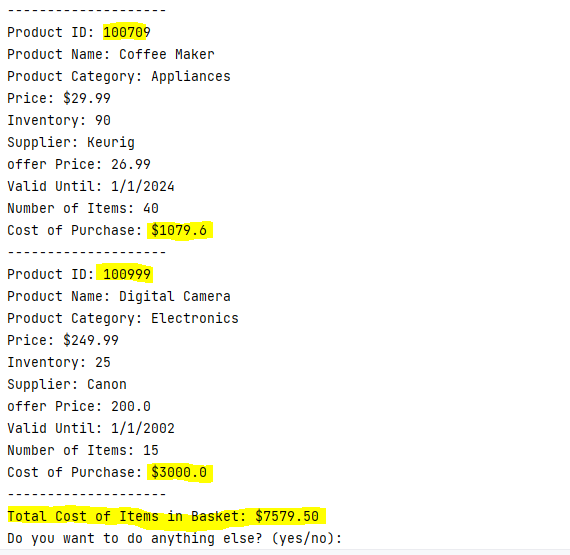 --------------------
Product ID: 100709
Product Name: Coffee Maker
Product Category: Appliances
Price: $29.99
Inventory: 90
Supplier: Keurig
offer Price: 26.99
Valid Until: 1/1/2024
Number of Items: 40
Cost of Purchase: $1079.6
--------------------
Product ID: 100999
Product Name: Digital Camera
Product Category: Electronics
Price: $249.99
Inventory: 25
Supplier: Canon
offer Price: 200.0
Valid Until: 1/1/2002
Number of Items: 15
Cost of Purchase: $3000.0
--------------------
Total Cost of Items in Basket: $7579.50
Do you want to do anything else? (yes/no):